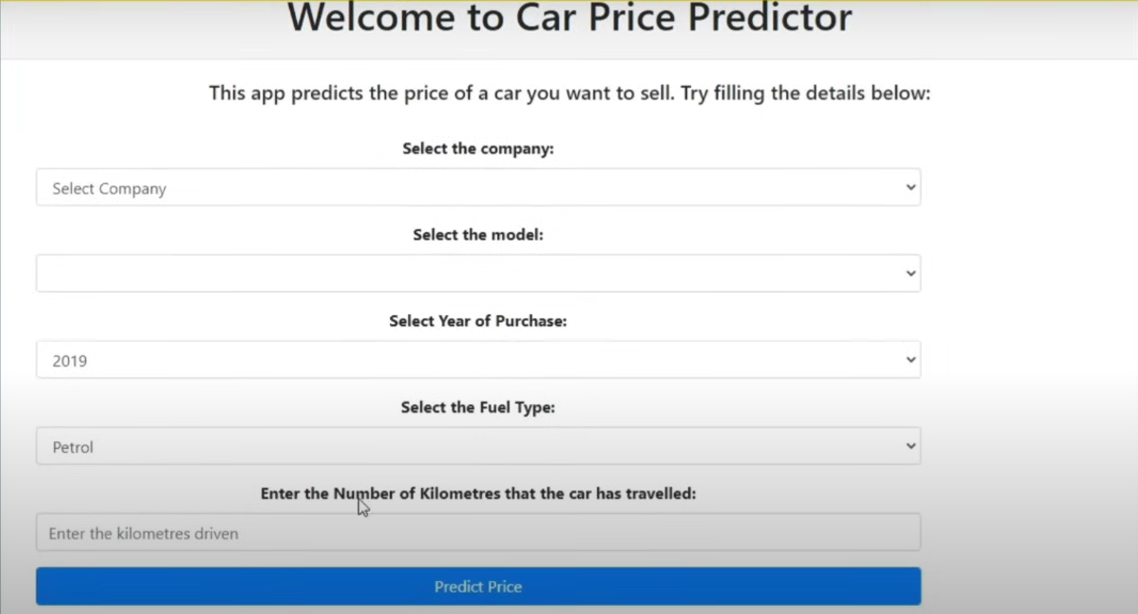 Welcome to Car Price Predictor
This app predicts the price of a car you want to sell. Try filling the details below:
Select the company:
Select Company
Select the model:
Select Year of Purchase:
2019
Select the Fuel Type:
Petrol
Enter the Number of Kilometres that the car has travelled:
Enter the kilometres driven
Predict Price